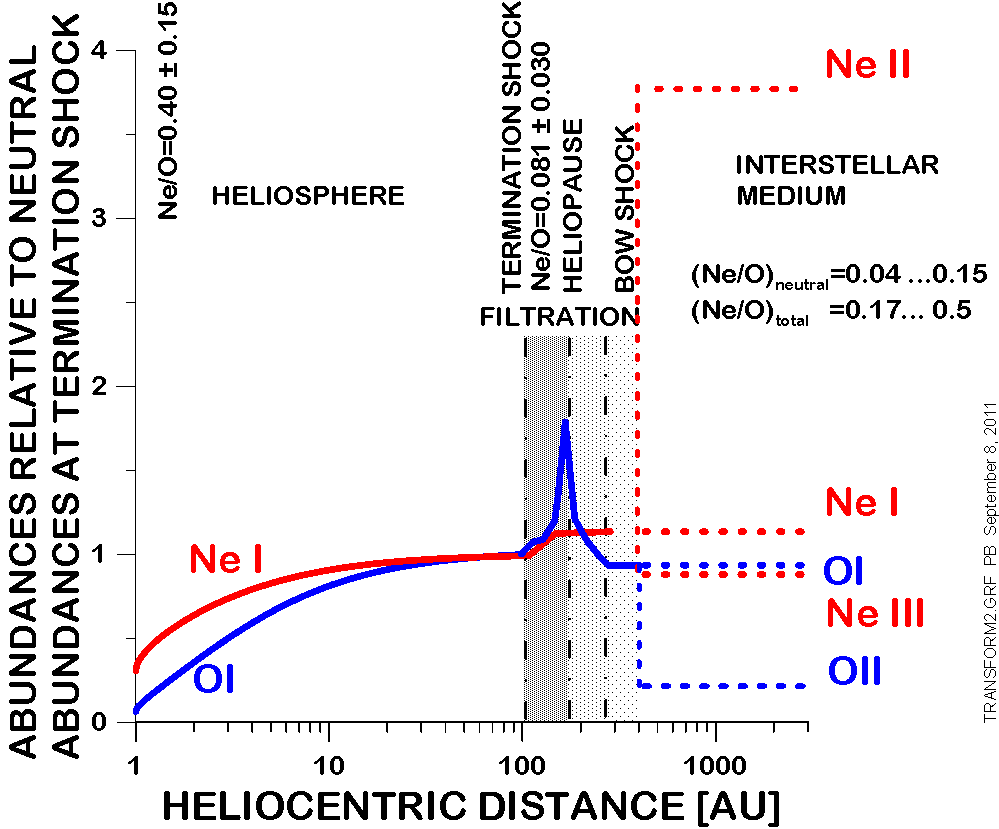 ABUNDANCES RELATIVE TO NEUTRAL
ABUNDANCES AT TERMINATION SHOCK
4
3
2
1
0
Ne/O=0.40 ± 0.15
HELIOSPHERE
TERMINATION SHOCK
Ne/O=0.081 ± 0.030
HELIOPAUSE
BOW SHOCK
FILTRATION
Ne II
INTERSTELLAR
MEDIUM
(Ne/O)neutral=0.04 ...0.15
(Ne/O)total =0.17... 0.5
Ne I
OI
Ne I
OI
Ne III
OII
1
10
100
1000
HELIOCENTRIC DISTANCE [AU]
TRANSFORM2.GRF PB September 8, 2011